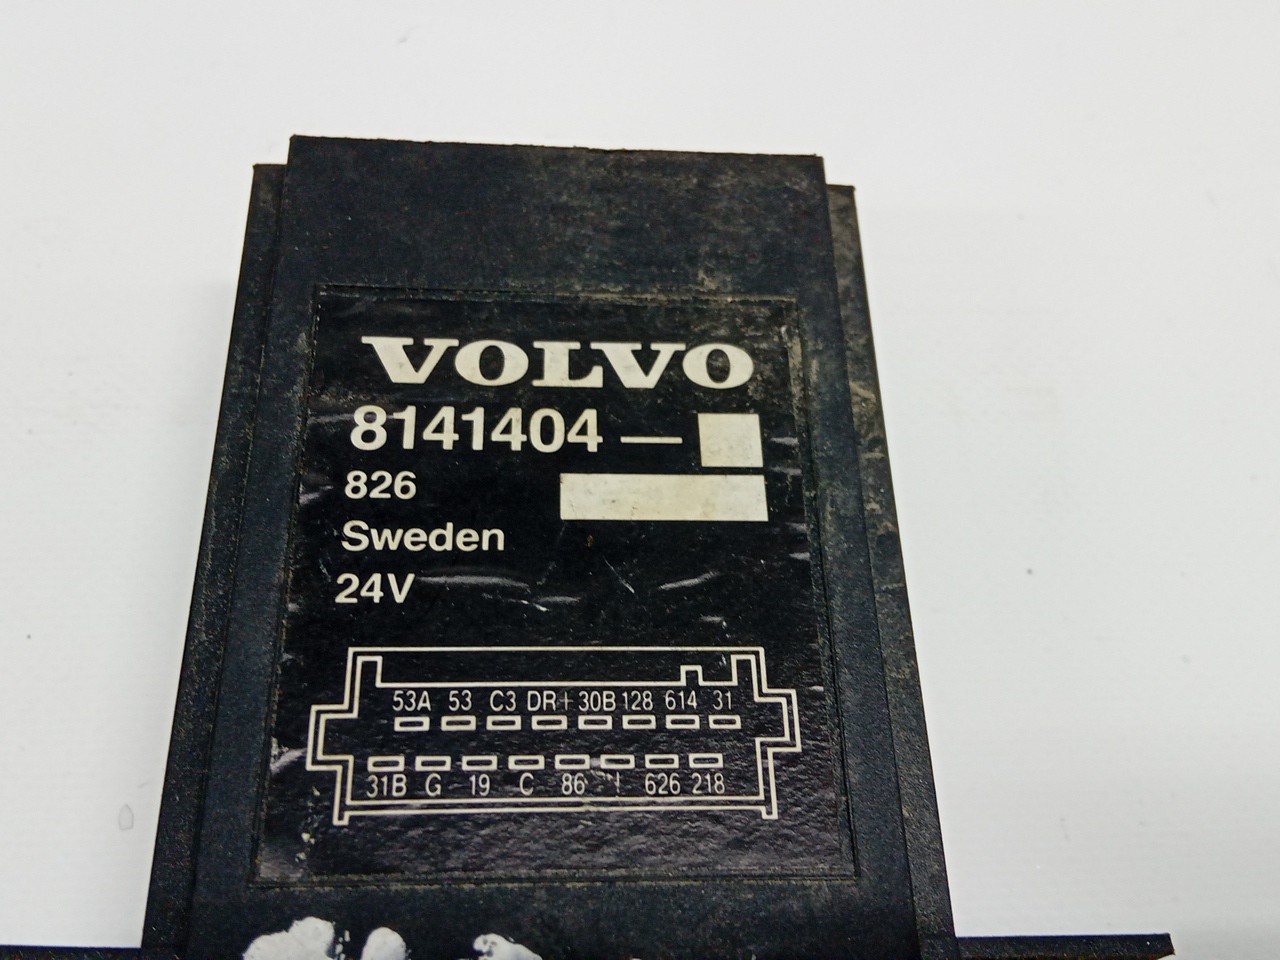 VOLVO
8141404 —
826
Sweden
24V
53A 53 C3 DR+ 30B 128 614 31
31B G 19 C 86 I 626 218